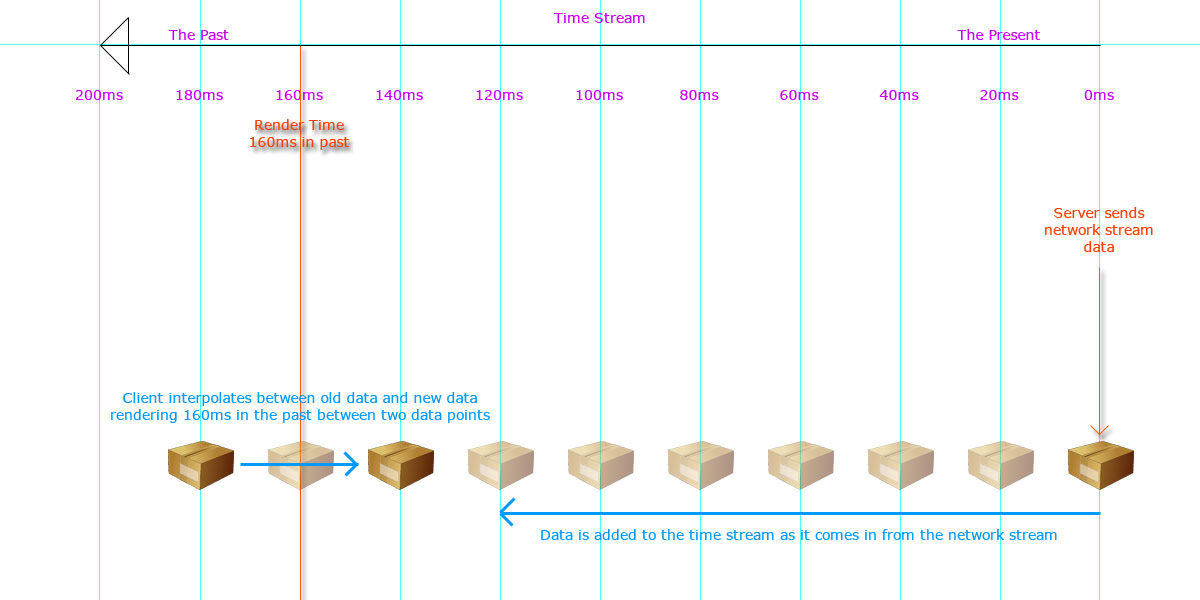 Time Stream
The Past
The Present
200ms
180ms
160ms
140ms
120ms
100ms
80ms
60ms
40ms
20ms
0ms
Render Time
160ms in past
Server sends
network stream
data
Client interpolates between old data and new data
rendering 160ms in the past between two data points
Data is added to the time stream as it comes in from the network stream